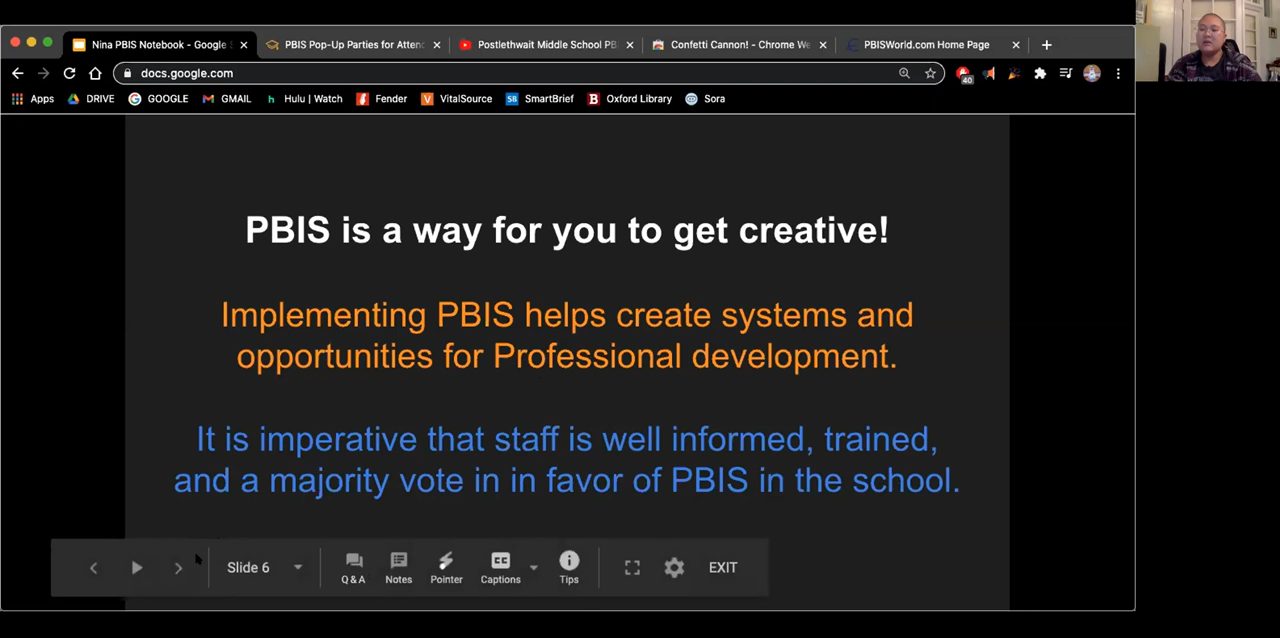 Nina PBIS Notebook - Google S
PBIS Pop-Up Parties for Attend
Postlethwait Middle School PB
Confetti Cannon! - Chrome We
PBISWorld.com Home Page
docs.google.com
40
Apps
DRIVE
GOOGLE
GMAIL
h Hulu | Watch
Fender
V VitalSource
SB SmartBrief
B Oxford Library
Sora
PBIS is a way for you to get creative!
Implementing PBIS helps create systems and
opportunities for Professional development.
It is imperative that staff is well informed, trained,
and a majority vote in in favor of PBIS in the school.
Slide 6
Q & A
Notes
Pointer
CC
Captions
Tips
EXIT